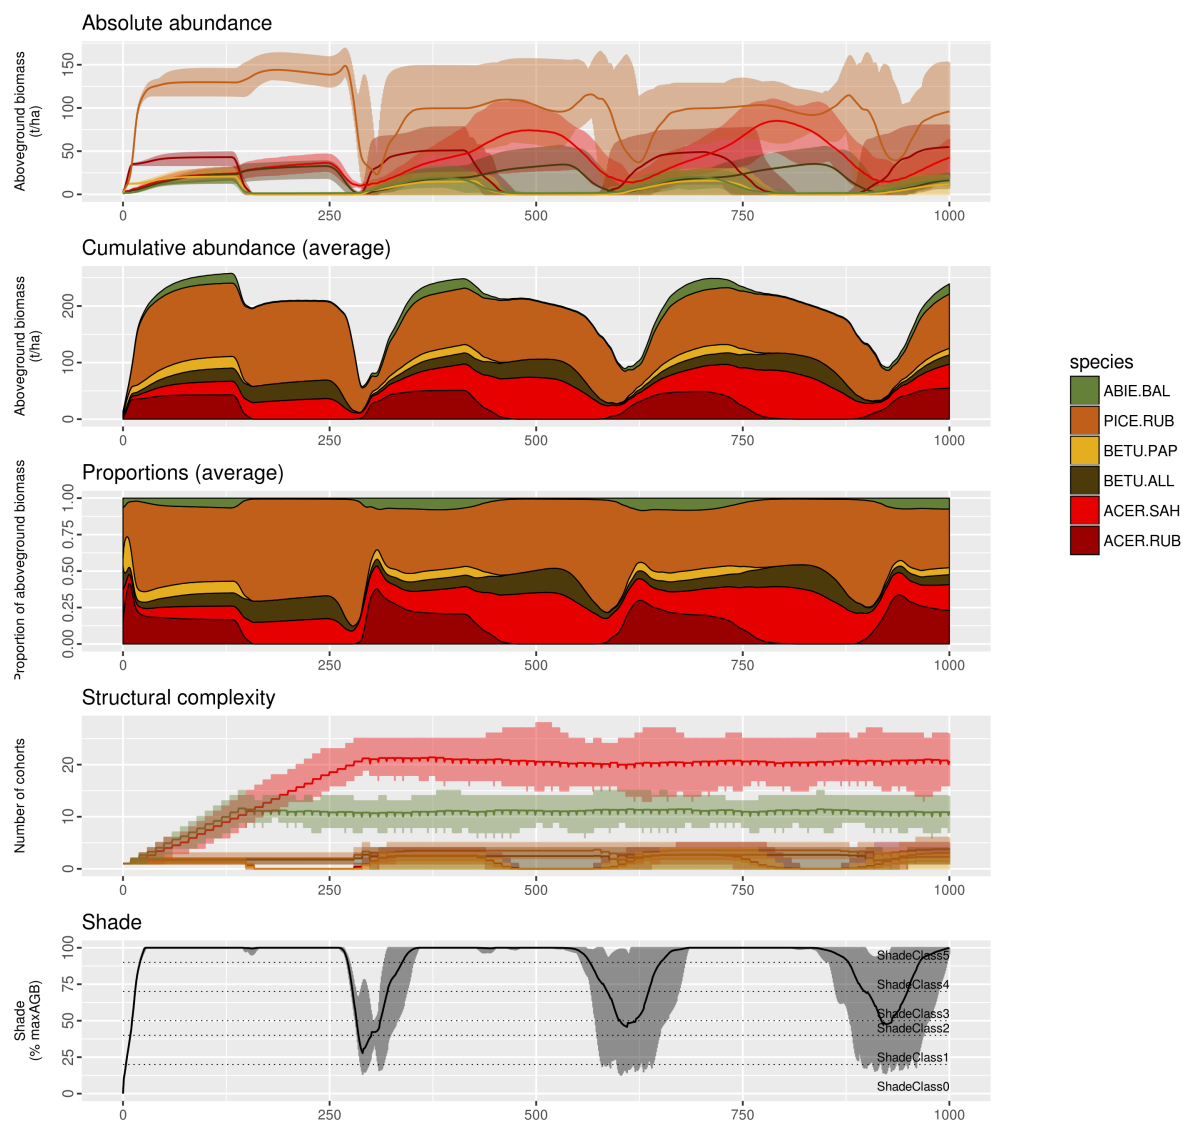 Absolute abundance
Aboveground biomass
(t/ha)
150
100
50
0
0 250 500 750 1000
Cumulative abundance (average)
Aboveground biomass
(t/ha)
200
100
0
0 250 500 750 1000
Proportions (average)
Proportion of aboveground biomass
1.00
0.75
0.50
0.25
0.00
0 250 500 750 1000
Structural complexity
Number of cohorts
20
10
0
0 250 500 750 1000
Shade
Shade
(% maxAGB)
100
75
50
25
0
ShadeClass5
ShadeClass4
ShadeClass3
ShadeClass2
ShadeClass1
ShadeClass0
0 250 500 750 1000
species
ABIE.BAL
PICE.RUB
BETU.PAP
BETU.ALL
ACER.SAH
ACER.RUB